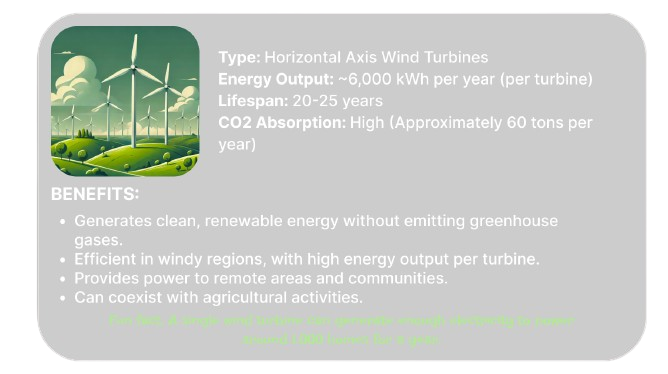 Type: Horizontal Axis Wind Turbines
Energy Output: ~6,000 kWh per year (per turbine)
Lifespan: 20-25 years
CO2 Absorption: High (Approximately 60 tons per
year)
BENEFITS:
• Generates clean, renewable energy without emitting greenhouse
gases.
• Efficient in windy regions, with high energy output per turbine.
• Provides power to remote areas and communities.
• Can coexist with agricultural activities.
Fun fact: A single wind turbine can generate enough electricity to power
around homes for a year.